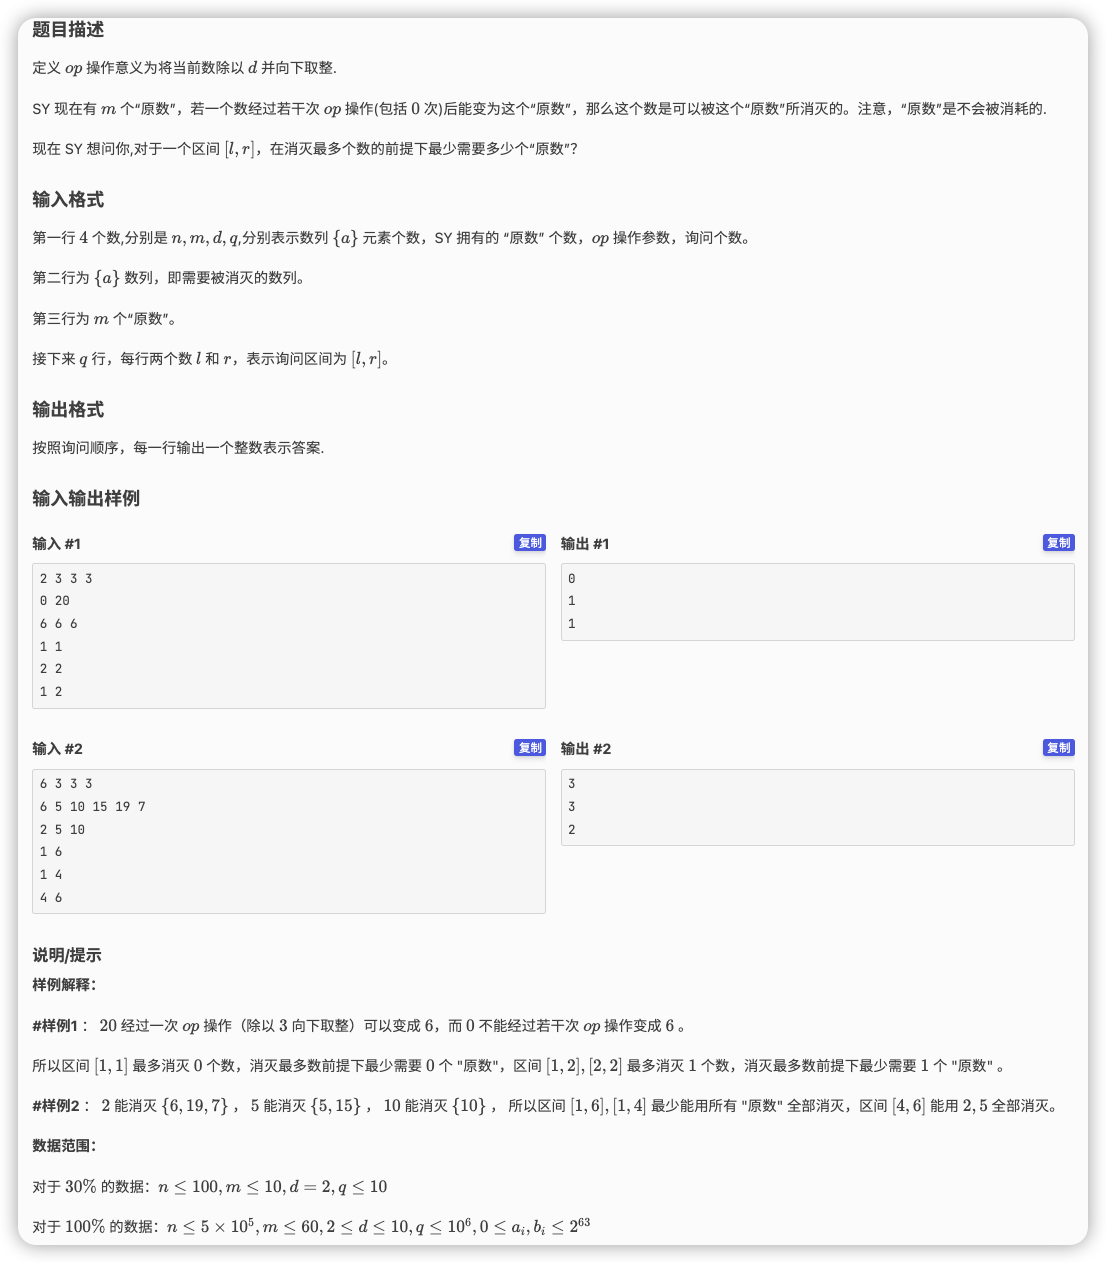 题目描述
定义 op 操作意义为将当前数除以 d 并向下取整.
SY 现在有 m 个“原数”，若一个数经过若干次 op 操作(包括 0 次)后能变为这个“原数”，那么这个数是可以被这个“原数”所消灭的。注意，“原数”是不会被消耗的.
现在 SY 想问你,对于一个区间 [l, r]，在消灭最多个数的前提下最少需要多少个“原数”？
输入格式
第一行 4 个数,分别是 n, m, d, q,分别表示数列 {a} 元素个数，SY 拥有的 “原数” 个数，op 操作参数，询问个数。
第二行为 {a} 数列，即需要被消灭的数列。
第三行为 m 个“原数”。
接下来 q 行，每行两个数 l 和 r，表示询问区间为 [l, r]。
输出格式
按照询问顺序，每一行输出一个整数表示答案.
输入输出样例
输入 #1 复制
2 3 3 3
0 20
6 6 6
1 1
2 2
1 2
输出 #1 复制
0
1
1
输入 #2 复制
6 3 3 3
6 5 10 15 19 7
2 5 10
1 6
1 4
4 6
输出 #2 复制
3
3
2
说明/提示
样例解释：
#样例1 ： 20 经过一次 op 操作（除以 3 向下取整）可以变成 6，而 0 不能经过若干次 op 操作变成 6 。
所以区间 [1, 1] 最多消灭 0 个数，消灭最多数前提下最少需要 0 个 "原数"，区间 [1, 2], [2, 2] 最多消灭 1 个数，消灭最多数前提下最少需要 1 个 "原数" 。
#样例2 ： 2 能消灭 {6, 19, 7} ， 5 能消灭 {5, 15} ， 10 能消灭 {10} ， 所以区间 [1, 6], [1, 4] 最少能用所有 "原数" 全部消灭，区间 [4, 6] 能用 2, 5 全部消灭。
数据范围：
对于 30% 的数据：n ≤ 100, m ≤ 10, d = 2, q ≤ 10
对于 100% 的数据：n ≤ 5 × 10⁵, m ≤ 60, 2 ≤ d ≤ 10, q ≤ 10⁶, 0 ≤ aᵢ, bᵢ ≤ 2⁶³